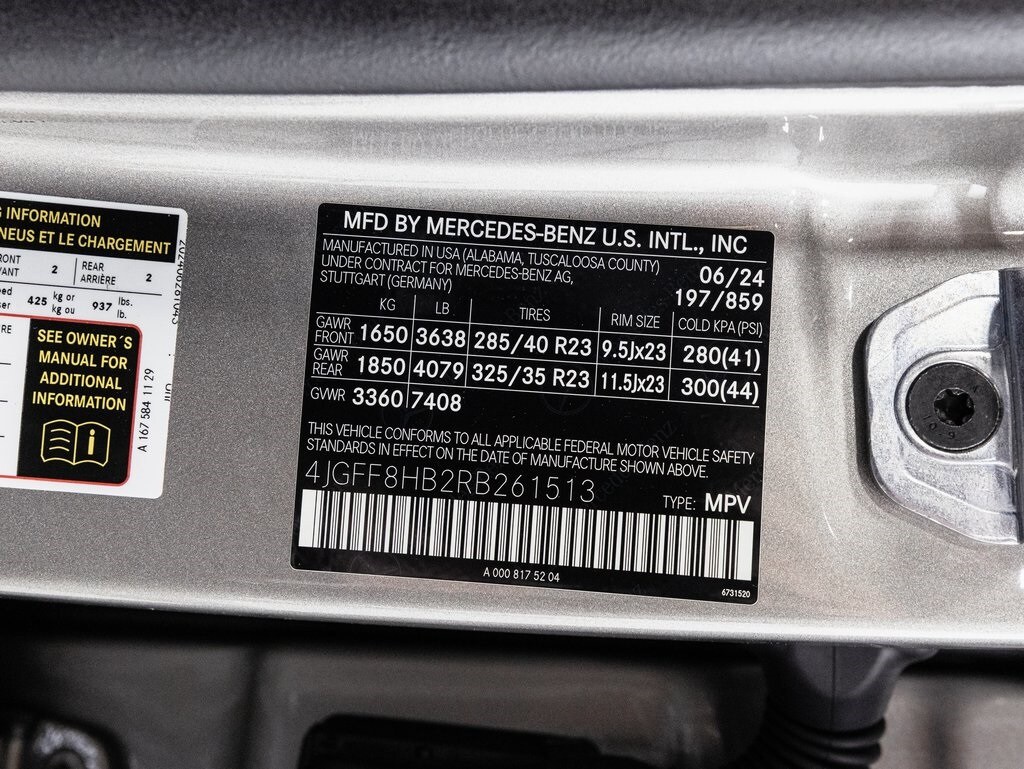 G INFORMATION
NEUS ET LE CHARGEMENT
RONT 2 REAR 2
VANT ARRIÈRE
425 kg or 937 lbs.
kg ou lb.
SEE OWNER´S
MANUAL FOR
ADDITIONAL
INFORMATION
A 167 584 11 29
MFD BY MERCEDES-BENZ U.S. INTL., INC
MANUFACTURED IN USA (ALABAMA, TUSCALOOSA COUNTY)
UNDER CONTRACT FOR MERCEDES-BENZ AG,
STUTTGART (GERMANY)
06/24
197/859
KG LB TIRES RIM SIZE COLD KPA (PSI)
GAWR FRONT 1650 3638 285/40 R23 9.5Jx23 280(41)
GAWR REAR 1850 4079 325/35 R23 11.5Jx23 300(44)
GVWR 3360 7408
THIS VEHICLE CONFORMS TO ALL APPLICABLE FEDERAL MOTOR VEHICLE SAFETY
STANDARDS IN EFFECT ON THE DATE OF MANUFACTURE SHOWN ABOVE.
4JGFF8HB2RB261513
TYPE: MPV
A 000 817 52 04
6731520